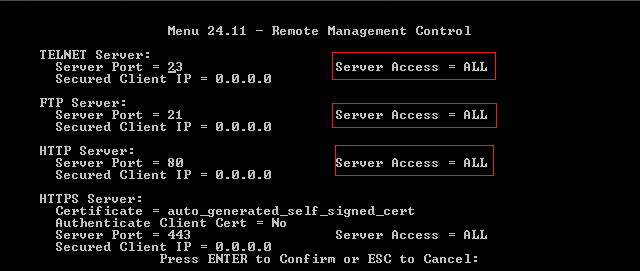 Menu 24.11 - Remote Management Control
TELNET Server:
Server Port = 23 Server Access = ALL
Secured Client IP = 0.0.0.0
FTP Server:
Server Port = 21 Server Access = ALL
Secured Client IP = 0.0.0.0
HTTP Server:
Server Port = 80 Server Access = ALL
Secured Client IP = 0.0.0.0
HTTPS Server:
Certificate = auto_generated_self_signed_cert
Authenticate Client Cert = No
Server Port = 443 Server Access = ALL
Secured Client IP = 0.0.0.0
Press ENTER to Confirm or ESC to Cancel: